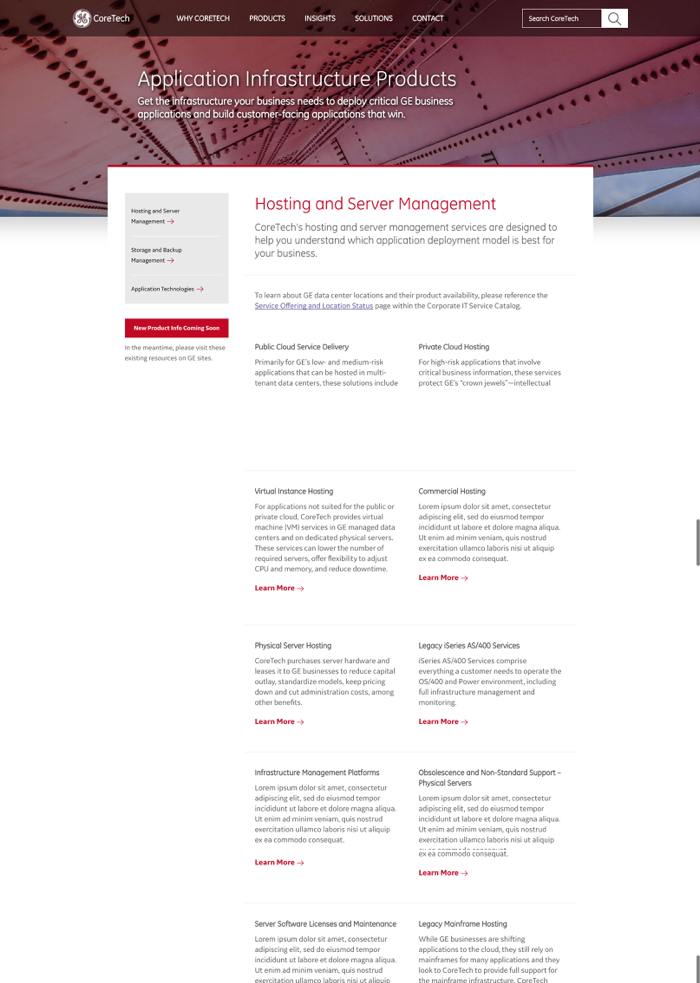 CoreTech
WHY CORETECH
PRODUCTS
INSIGHTS
SOLUTIONS
CONTACT
Search CoreTech
Application Infrastructure Products
Get the infrastructure your business needs to deploy critical GE business
applications and build customer-facing applications that win.
Hosting and Server
Management →
Storage and Backup
Management →
Application Technologies →
New Product Info Coming Soon
In the meantime, please visit these
existing resources on GE sites.
Hosting and Server Management
CoreTech's hosting and server management services are designed to
help you understand which application deployment model is best for
your business.
To learn about GE data center locations and their product availability, please reference the
Service Offering and Location Status page within the Corporate IT Service Catalog.
Public Cloud Service Delivery
Primarily for GE's low- and medium-risk
applications that can be hosted in multi-
tenant data centers, these solutions include
Private Cloud Hosting
For high-risk applications that involve
critical business information, these services
protect GE's "crown jewels"—intellectual
Virtual Instance Hosting
For applications not suited for the public or
private cloud, CoreTech provides virtual
machine (VM) services in GE managed data
centers and on dedicated physical servers.
These services can lower the number of
required servers, offer flexibility to adjust
CPU and memory, and reduce downtime.
Learn More →
Commercial Hosting
Lorem ipsum dolor sit amet, consectetur
adipiscing elit, sed do eiusmod tempor
incididunt ut labore et dolore magna aliqua.
Ut enim ad minim veniam, quis nostrud
exercitation ullamco laboris nisi ut aliquip
ex ea commodo consequat.
Learn More →
Physical Server Hosting
CoreTech purchases server hardware and
leases it to GE businesses to reduce capital
outlay, standardize models, keep pricing
down and cut administration costs, among
other benefits.
Learn More →
Legacy iSeries AS/400 Services
iSeries AS/400 Services comprise
everything a customer needs to operate the
OS/400 and Power environment, including
full infrastructure management and
monitoring.
Learn More →
Infrastructure Management Platforms
Lorem ipsum dolor sit amet, consectetur
adipiscing elit, sed do eiusmod tempor
incididunt ut labore et dolore magna aliqua.
Ut enim ad minim veniam, quis nostrud
exercitation ullamco laboris nisi ut aliquip
ex ea commodo consequat.
Learn More →
Obsolescence and Non-Standard Support –
Physical Servers
Lorem ipsum dolor sit amet, consectetur
adipiscing elit, sed do eiusmod tempor
incididunt ut labore et dolore magna aliqua.
Ut enim ad minim veniam, quis nostrud
exercitation ullamco laboris nisi ut aliquip
ex ea commodo consequat.
Learn More →
Server Software Licenses and Maintenance
Lorem ipsum dolor sit amet, consectetur
adipiscing elit, sed do eiusmod tempor
incididunt ut labore et dolore magna aliqua.
Ut enim ad minim veniam, quis nostrud
exercitation ullamco laboris nisi ut aliquip
Legacy Mainframe Hosting
While GE businesses are shifting
applications to the cloud, they still rely on
mainframes for many applications and they
look to CoreTech to provide full support for
the mainframe infrastructure. CoreTech